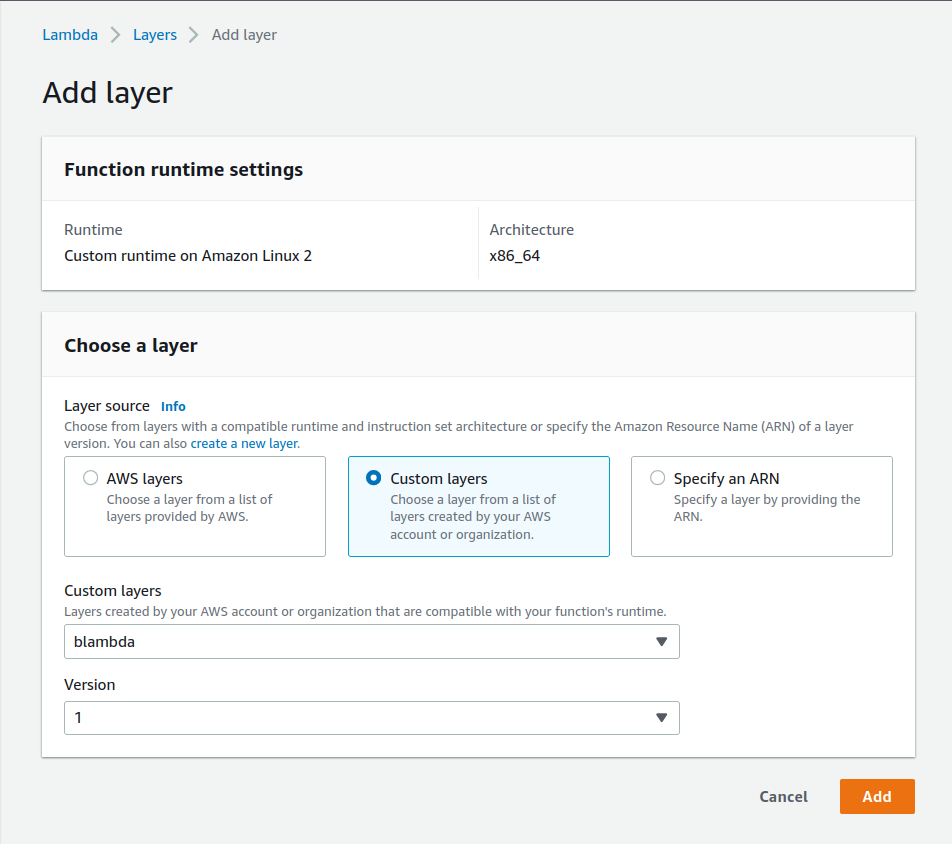 Lambda > Layers > Add layer
Add layer
Function runtime settings
Runtime
Custom runtime on Amazon Linux 2
Architecture
x86_64
Choose a layer
Layer source Info
Choose from layers with a compatible runtime and instruction set architecture or specify the Amazon Resource Name (ARN) of a layer
version. You can also create a new layer.
AWS layers
Choose a layer from a list of
layers provided by AWS.
Custom layers
Choose a layer from a list of
layers created by your AWS
account or organization.
Specify an ARN
Specify a layer by providing the
ARN.
Custom layers
Layers created by your AWS account or organization that are compatible with your function's runtime.
blambda
Version
1
Cancel
Add